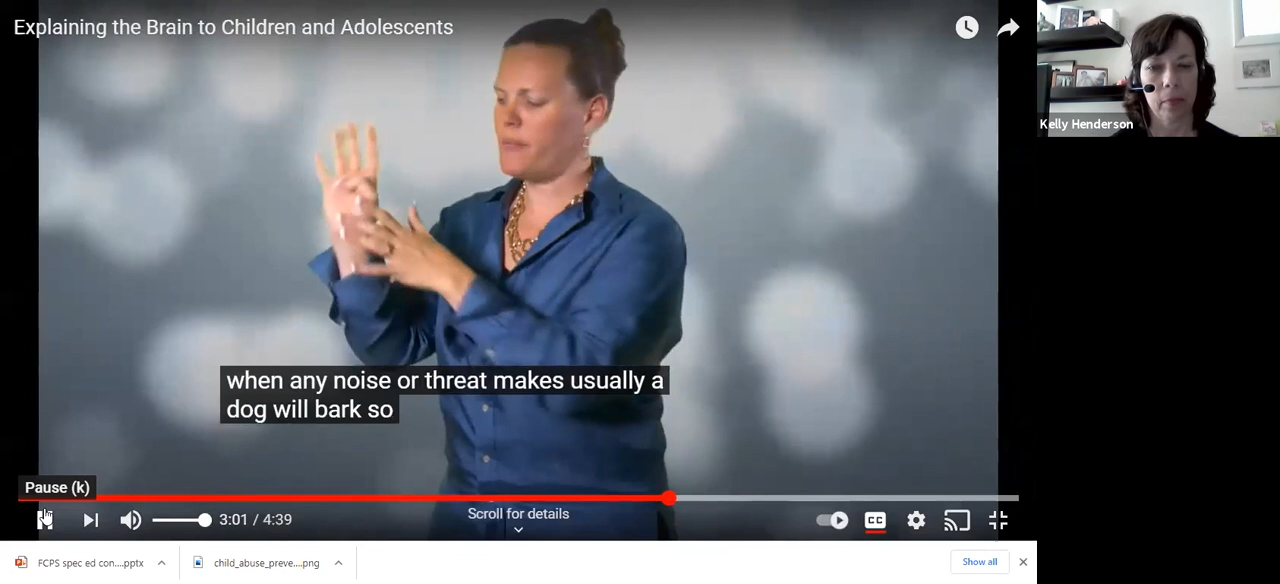 Explaining the Brain to Children and Adolescents
Kelly Henderson
when any noise or threat makes usually a
dog will bark so
Pause (k)
3:01 / 4:39
Scroll for details
CC
FCPS spec ed con....pptx
child_abuse_preve....png
Show all